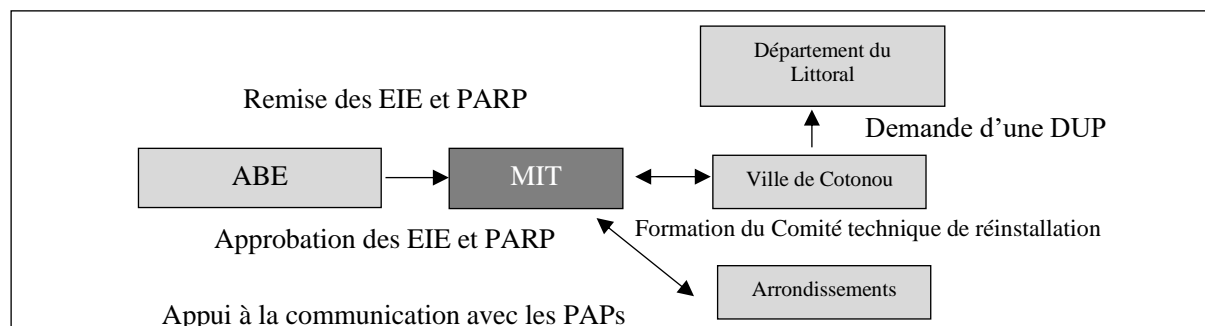 Département du
Littoral
Remise des EIE et PARP
Demande d'une DUP
ABE
MIT
Ville de Cotonou
Approbation des EIE et PARP
Formation du Comité technique de réinstallation
Arrondissements
Appui à la communication avec les PAPs